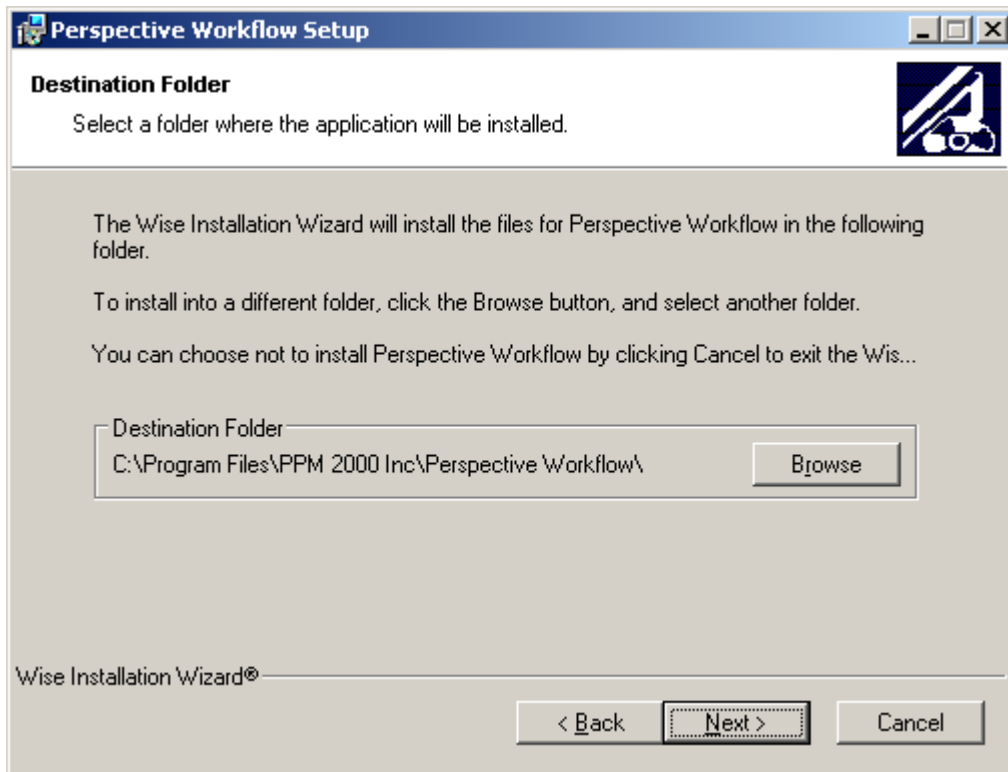 Perspective Workflow Setup
Destination Folder
Select a folder where the application will be installed.
The Wise Installation Wizard will install the files for Perspective Workflow in the following
folder.
To install into a different folder, click the Browse button, and select another folder.
You can choose not to install Perspective Workflow by clicking Cancel to exit the Wis...
Destination Folder
C:\Program Files\PPM 2000 Inc\Perspective Workflow\
Browse
Wise Installation Wizard®
< Back
Next >
Cancel